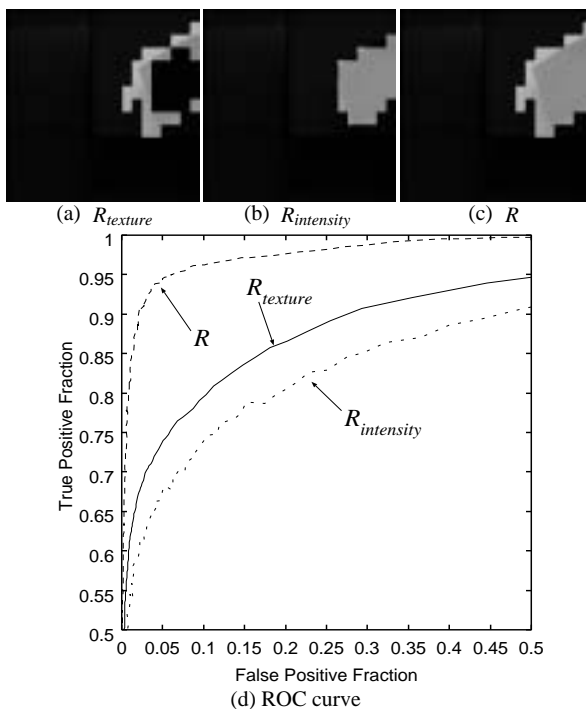 (a) R_texture (b) R_intensity (c) R
1
0.95
0.9
0.85
0.8
0.75
0.7
0.65
0.6
0.55
0.5
True Positive Fraction
R_texture
R
R_intensity
0 0.05 0.1 0.15 0.2 0.25 0.3 0.35 0.4 0.45 0.5
False Positive Fraction
(d) ROC curve